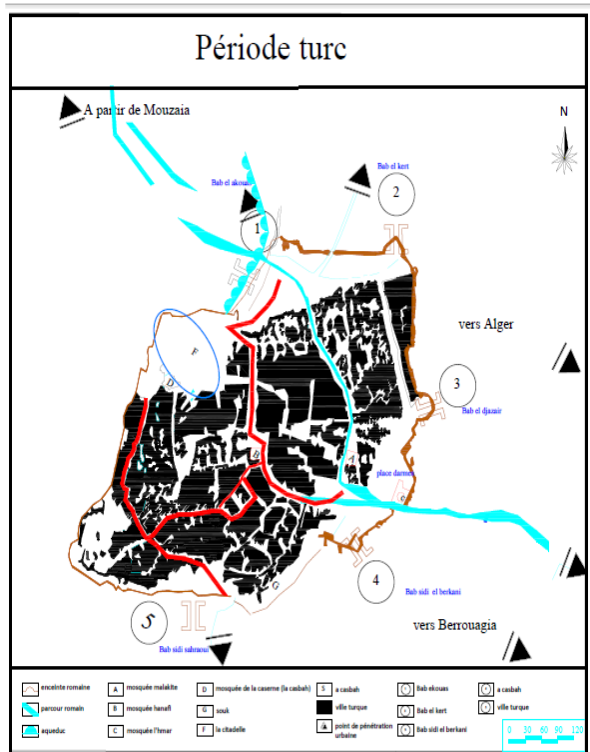 Période turc
A partir de Mouzaia
N
Bab el kert
Bab el akouas
2
1
vers Alger
F
D
3
Bab el djazair
B
A
place darmes
C
G
4
Bab sidi el berkani
5
vers Berrouagia
Bab sidi sahraoui
enceinte romaine
A mosquée malakite
D mosquée de la caserne (la casbah)
S a casbah
Bab ekouas
a casbah
parcour romain
B mosquée hanafi
G souk
ville turque
Bab el kert
ville turque
aqueduc
C mosquée l'hmar
F la citadelle
point de pénétration
urbaine
Bab sidi el berkani
0 30 60 90 120